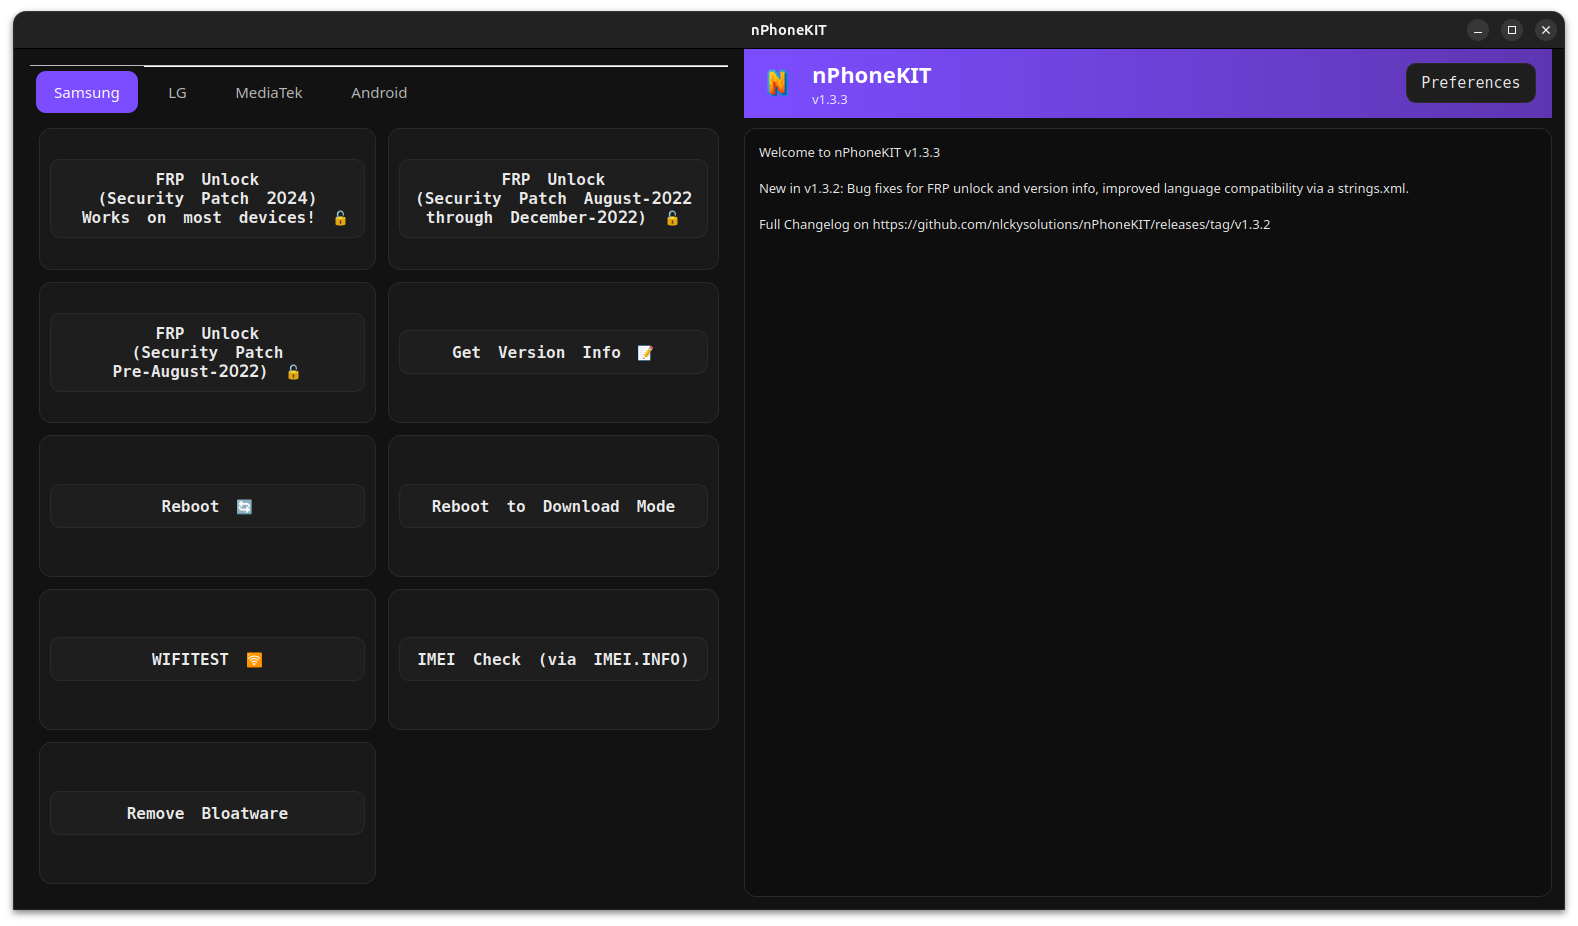 nPhoneKIT
Samsung
LG
MediaTek
Android
FRP Unlock
(Security Patch 2024)
Works on most devices! 🔓
FRP Unlock
(Security Patch August-2022
through December-2022) 🔓
FRP Unlock
(Security Patch
Pre-August-2022) 🔓
Get Version Info 📝
Reboot 🔄
Reboot to Download Mode
WIFITEST 🛜
IMEI Check (via IMEI.INFO)
Remove Bloatware
N
nPhoneKIT
v1.3.3
Preferences
Welcome to nPhoneKIT v1.3.3
New in v1.3.2: Bug fixes for FRP unlock and version info, improved language compatibility via a strings.xml.
Full Changelog on https://github.com/nlckysolutions/nPhoneKIT/releases/tag/v1.3.2